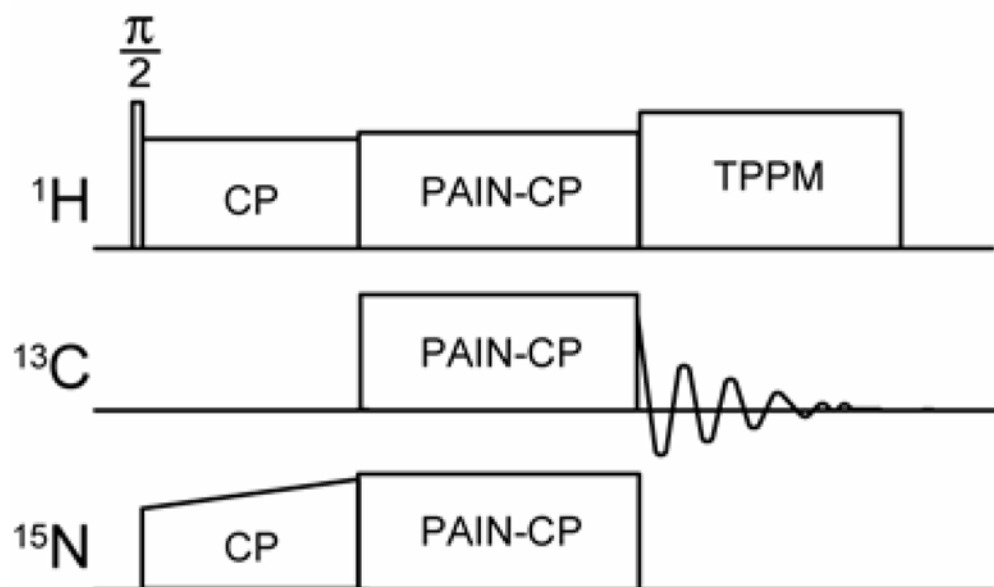 π
2
¹H
CP
PAIN-CP
TPPM
¹³C
PAIN-CP
¹⁵N
CP
PAIN-CP